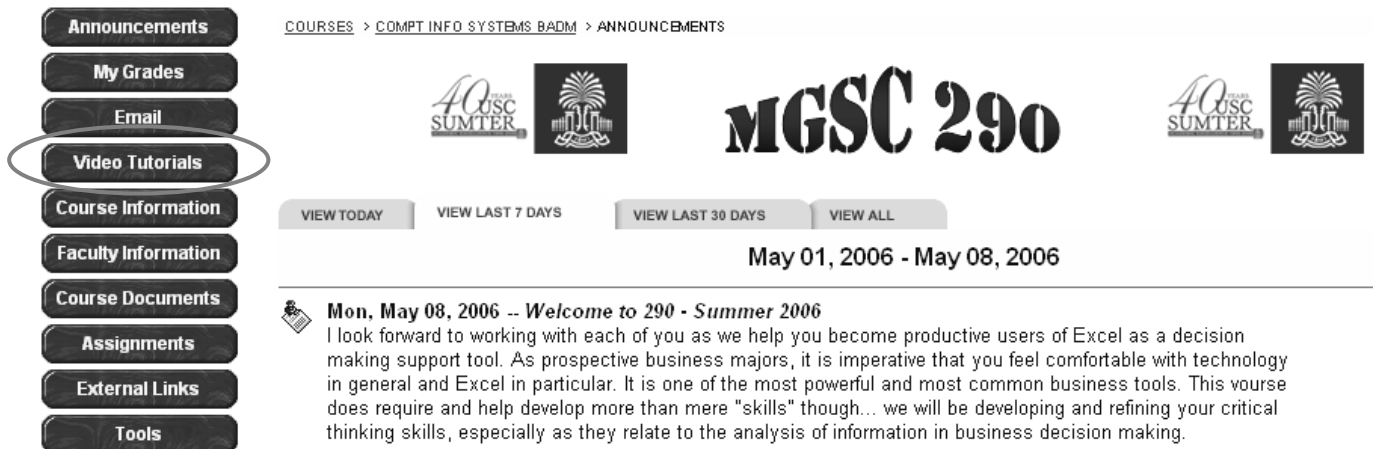 Announcements
My Grades
Email
Video Tutorials
Course Information
Faculty Information
Course Documents
Assignments
External Links
Tools
COURSES > COMPT INFO SYSTEMS BADM > ANNOUNCEMENTS
40 YEARS
USC
SUMTER
MGSC 290
40 YEARS
USC
SUMTER
VIEW TODAY
VIEW LAST 7 DAYS
VIEW LAST 30 DAYS
VIEW ALL
May 01, 2006 - May 08, 2006
Mon, May 08, 2006 -- Welcome to 290 - Summer 2006
I look forward to working with each of you as we help you become productive users of Excel as a decision
making support tool. As prospective business majors, it is imperative that you feel comfortable with technology
in general and Excel in particular. It is one of the most powerful and most common business tools. This vourse
does require and help develop more than mere "skills" though... we will be developing and refining your critical
thinking skills, especially as they relate to the analysis of information in business decision making.